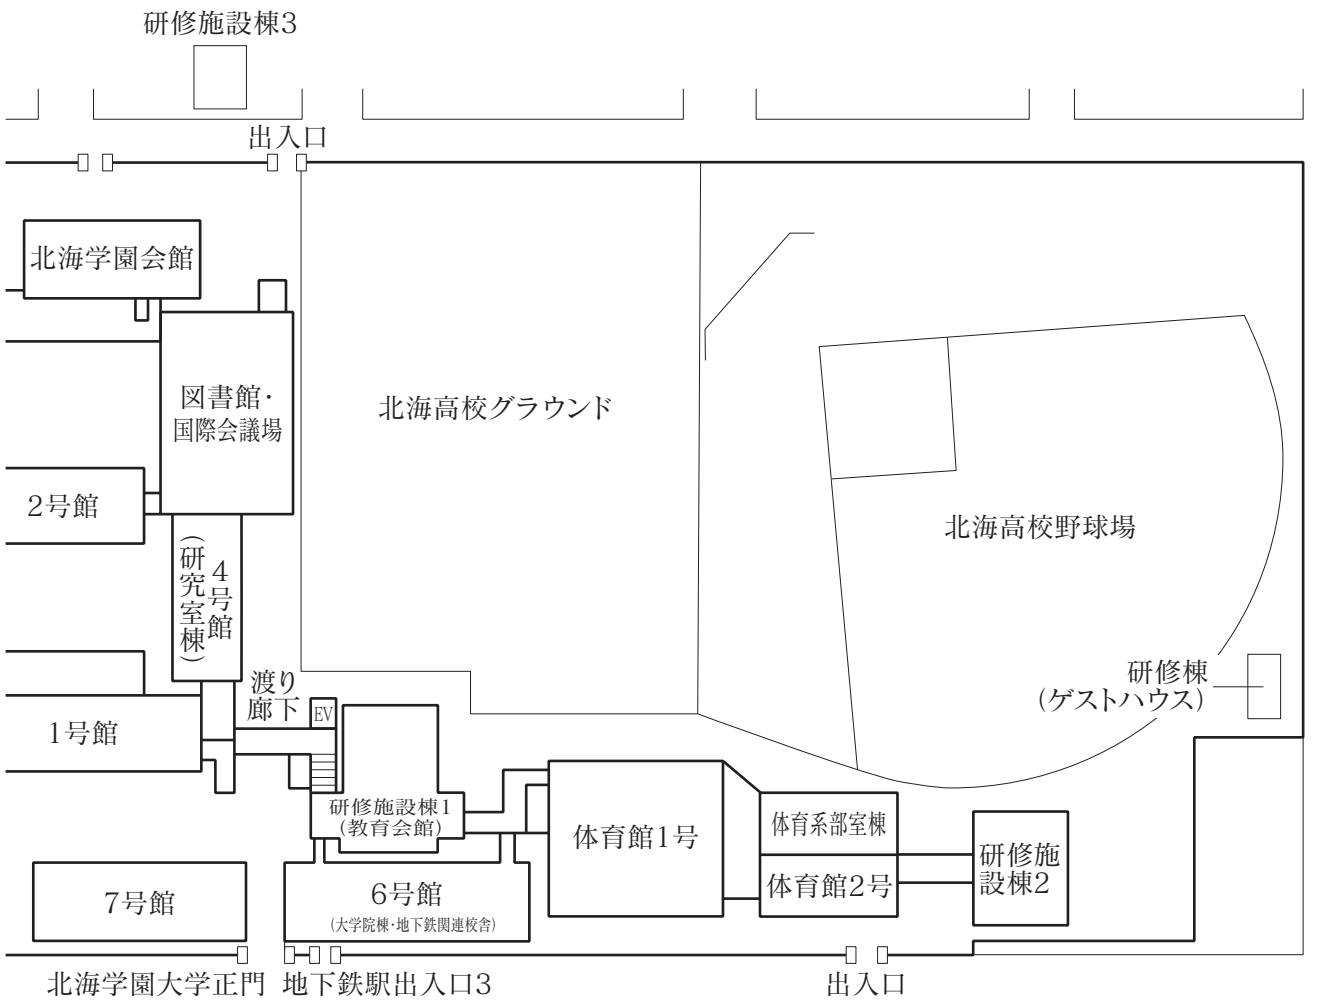 研修施設棟3
出入口
北海学園会館
図書館・
国際会議場
北海高校グラウンド
2号館
北海高校野球場
4号館
(研究室棟)
研修棟
(ゲストハウス)
渡り
廊下
EV
1号館
研修施設棟1
(教育会館)
体育館1号
体育系部室棟
体育館2号
研修施
設棟2
7号館
6号館
(大学院棟・地下鉄関連校舎)
北海学園大学正門
地下鉄駅出入口3
出入口